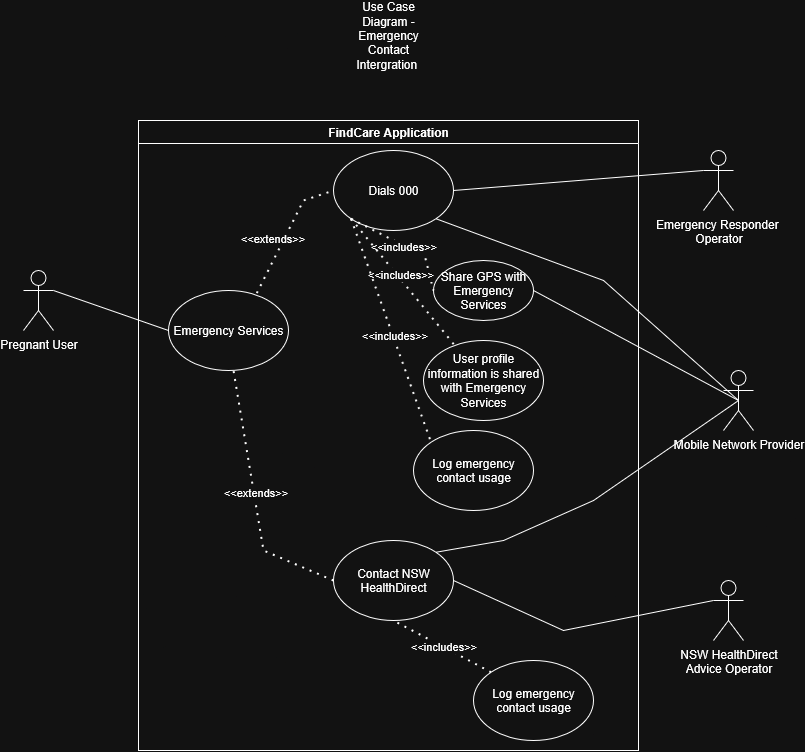 Use Case
Diagram -
Emergency
Contact
Intergration
FindCare Application
Dials 000
Emergency Responder
Operator
<<extends>>
<<includes>>
<<includes>>
Share GPS with
Emergency
Services
Emergency Services
Pregnant User
<<includes>>
User profile
information is shared
with Emergency
Services
Mobile Network Provider
Log emergency
contact usage
<<extends>>
Contact NSW
HealthDirect
<<includes>>
NSW HealthDirect
Advice Operator
Log emergency
contact usage